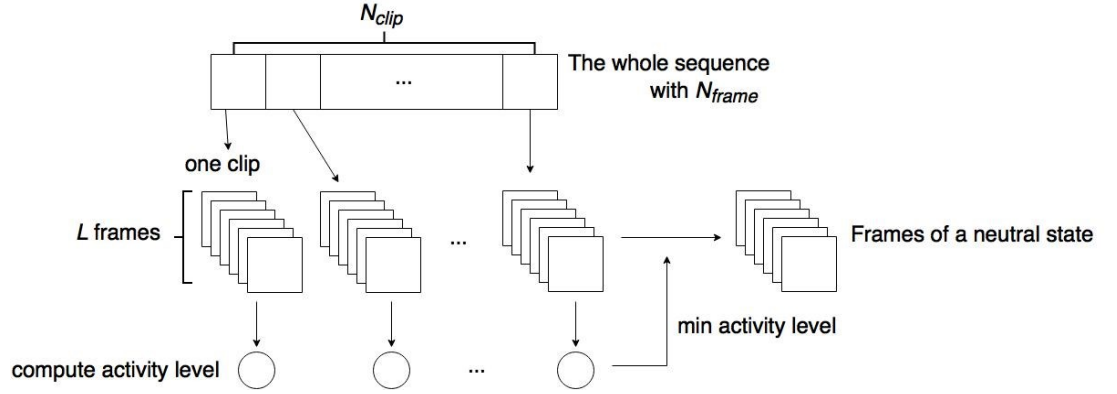 N_clip
...
The whole sequence
with N_frame
one clip
L frames
...
Frames of a neutral state
min activity level
compute activity level
...